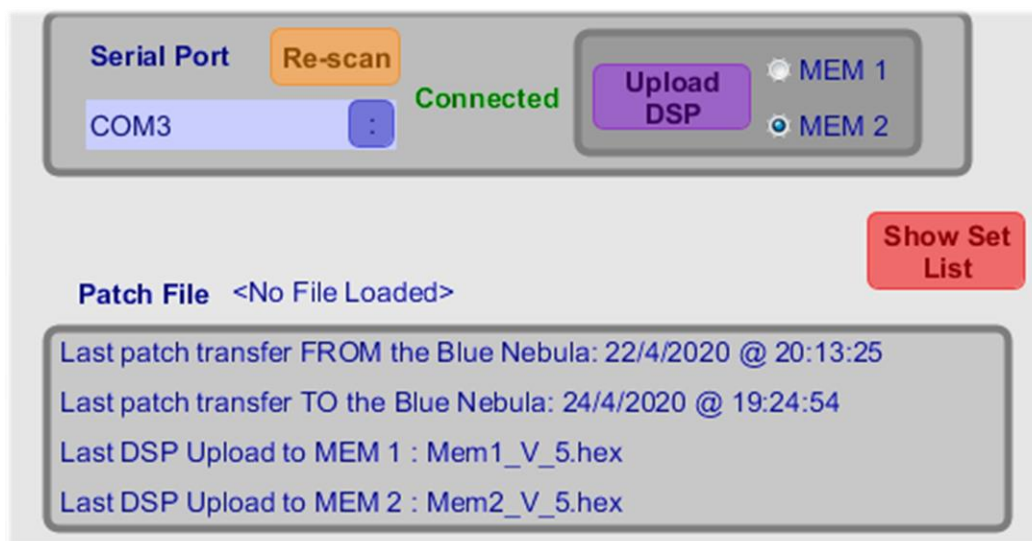 Serial Port
Re-scan
COM3
:
Connected
Upload
DSP
MEM 1
MEM 2
Show Set
List
Patch File <No File Loaded>
Last patch transfer FROM the Blue Nebula: 22/4/2020 @ 20:13:25
Last patch transfer TO the Blue Nebula: 24/4/2020 @ 19:24:54
Last DSP Upload to MEM 1 : Mem1_V_5.hex
Last DSP Upload to MEM 2 : Mem2_V_5.hex